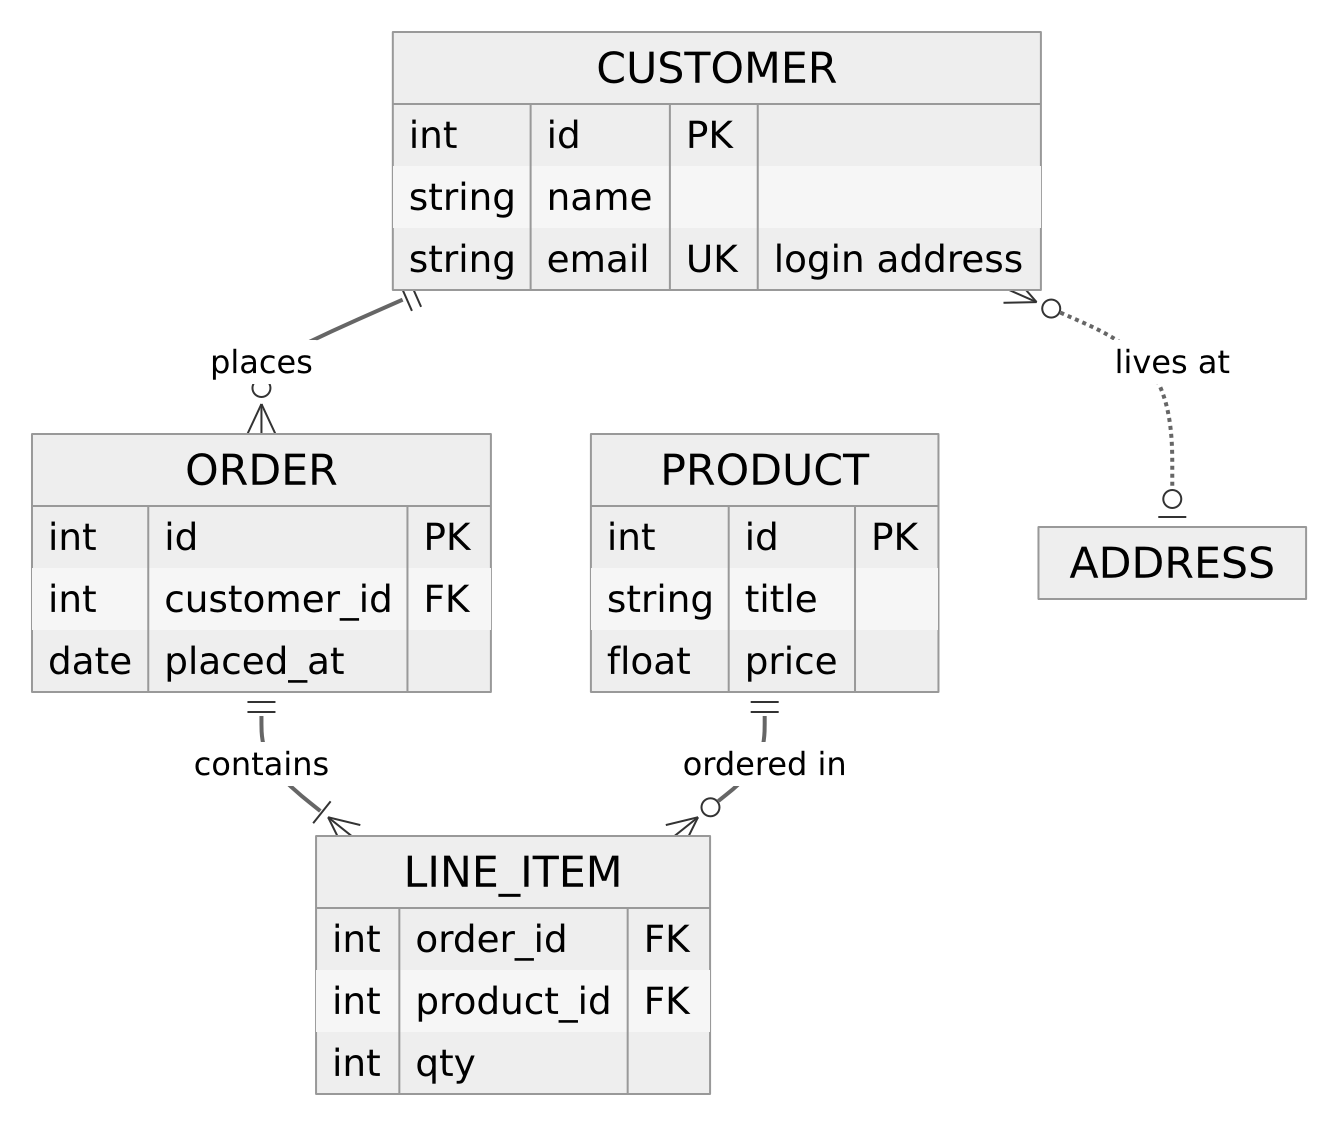 CUSTOMER
int id PK
string name
string email UK login address
places
lives at
ORDER
int id PK
int customer_id FK
date placed_at
PRODUCT
int id PK
string title
float price
ADDRESS
contains
ordered in
LINE_ITEM
int order_id FK
int product_id FK
int qty